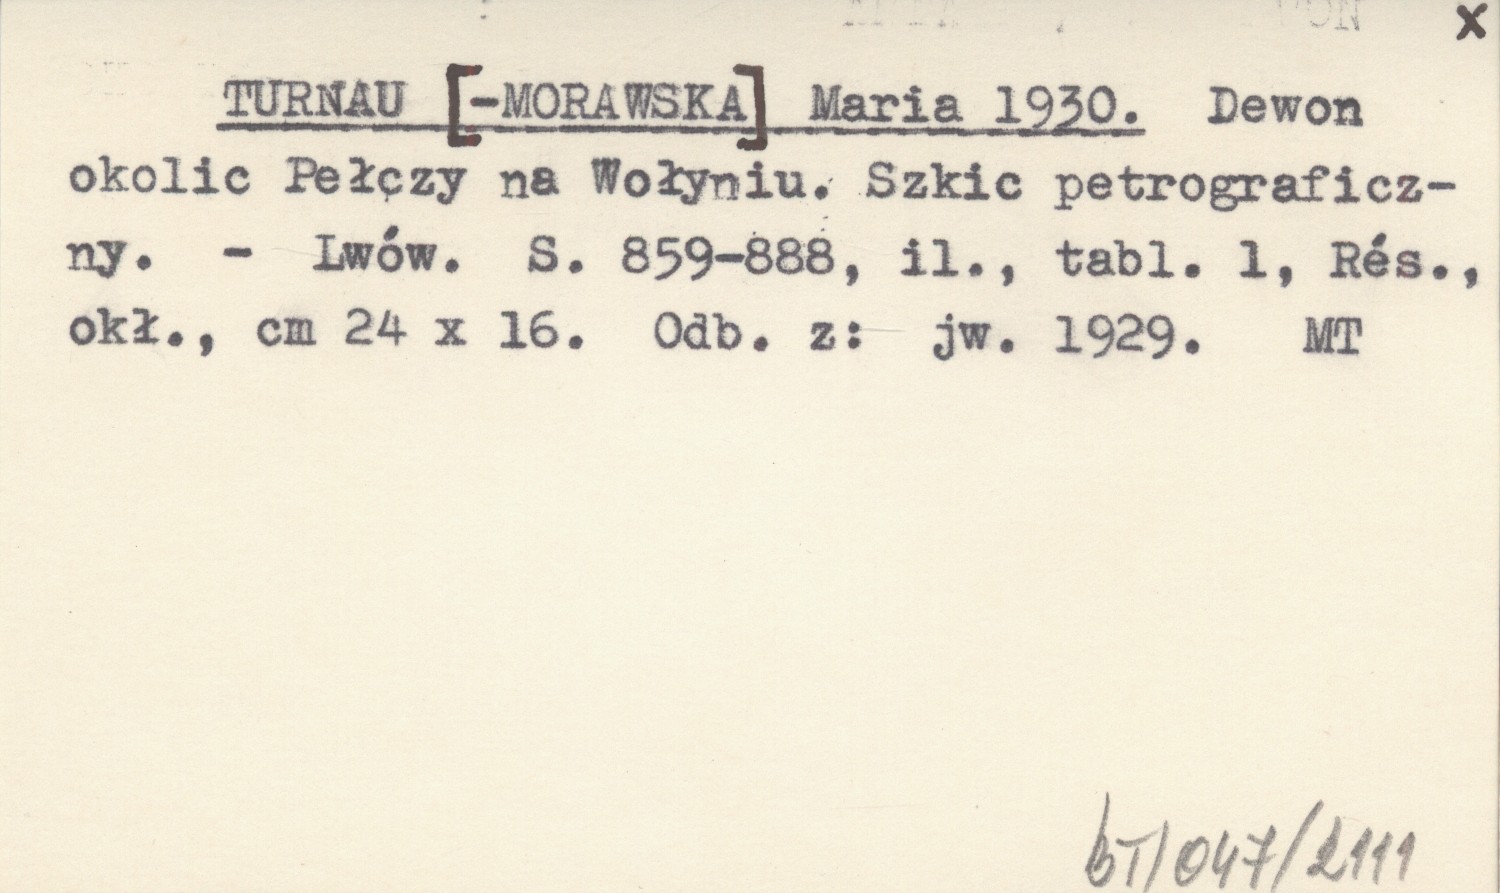 x
TURNAU [-MORAWSKA] Maria 1930. Dewon
okolic Pełczy na Wołyniu. Szkic petrograficz-
ny. - Lwów. S. 859-888, il., tabl. 1, Rés.,
okł., cm 24 x 16. Odb. z: jw. 1929. MT
bT/047/2111